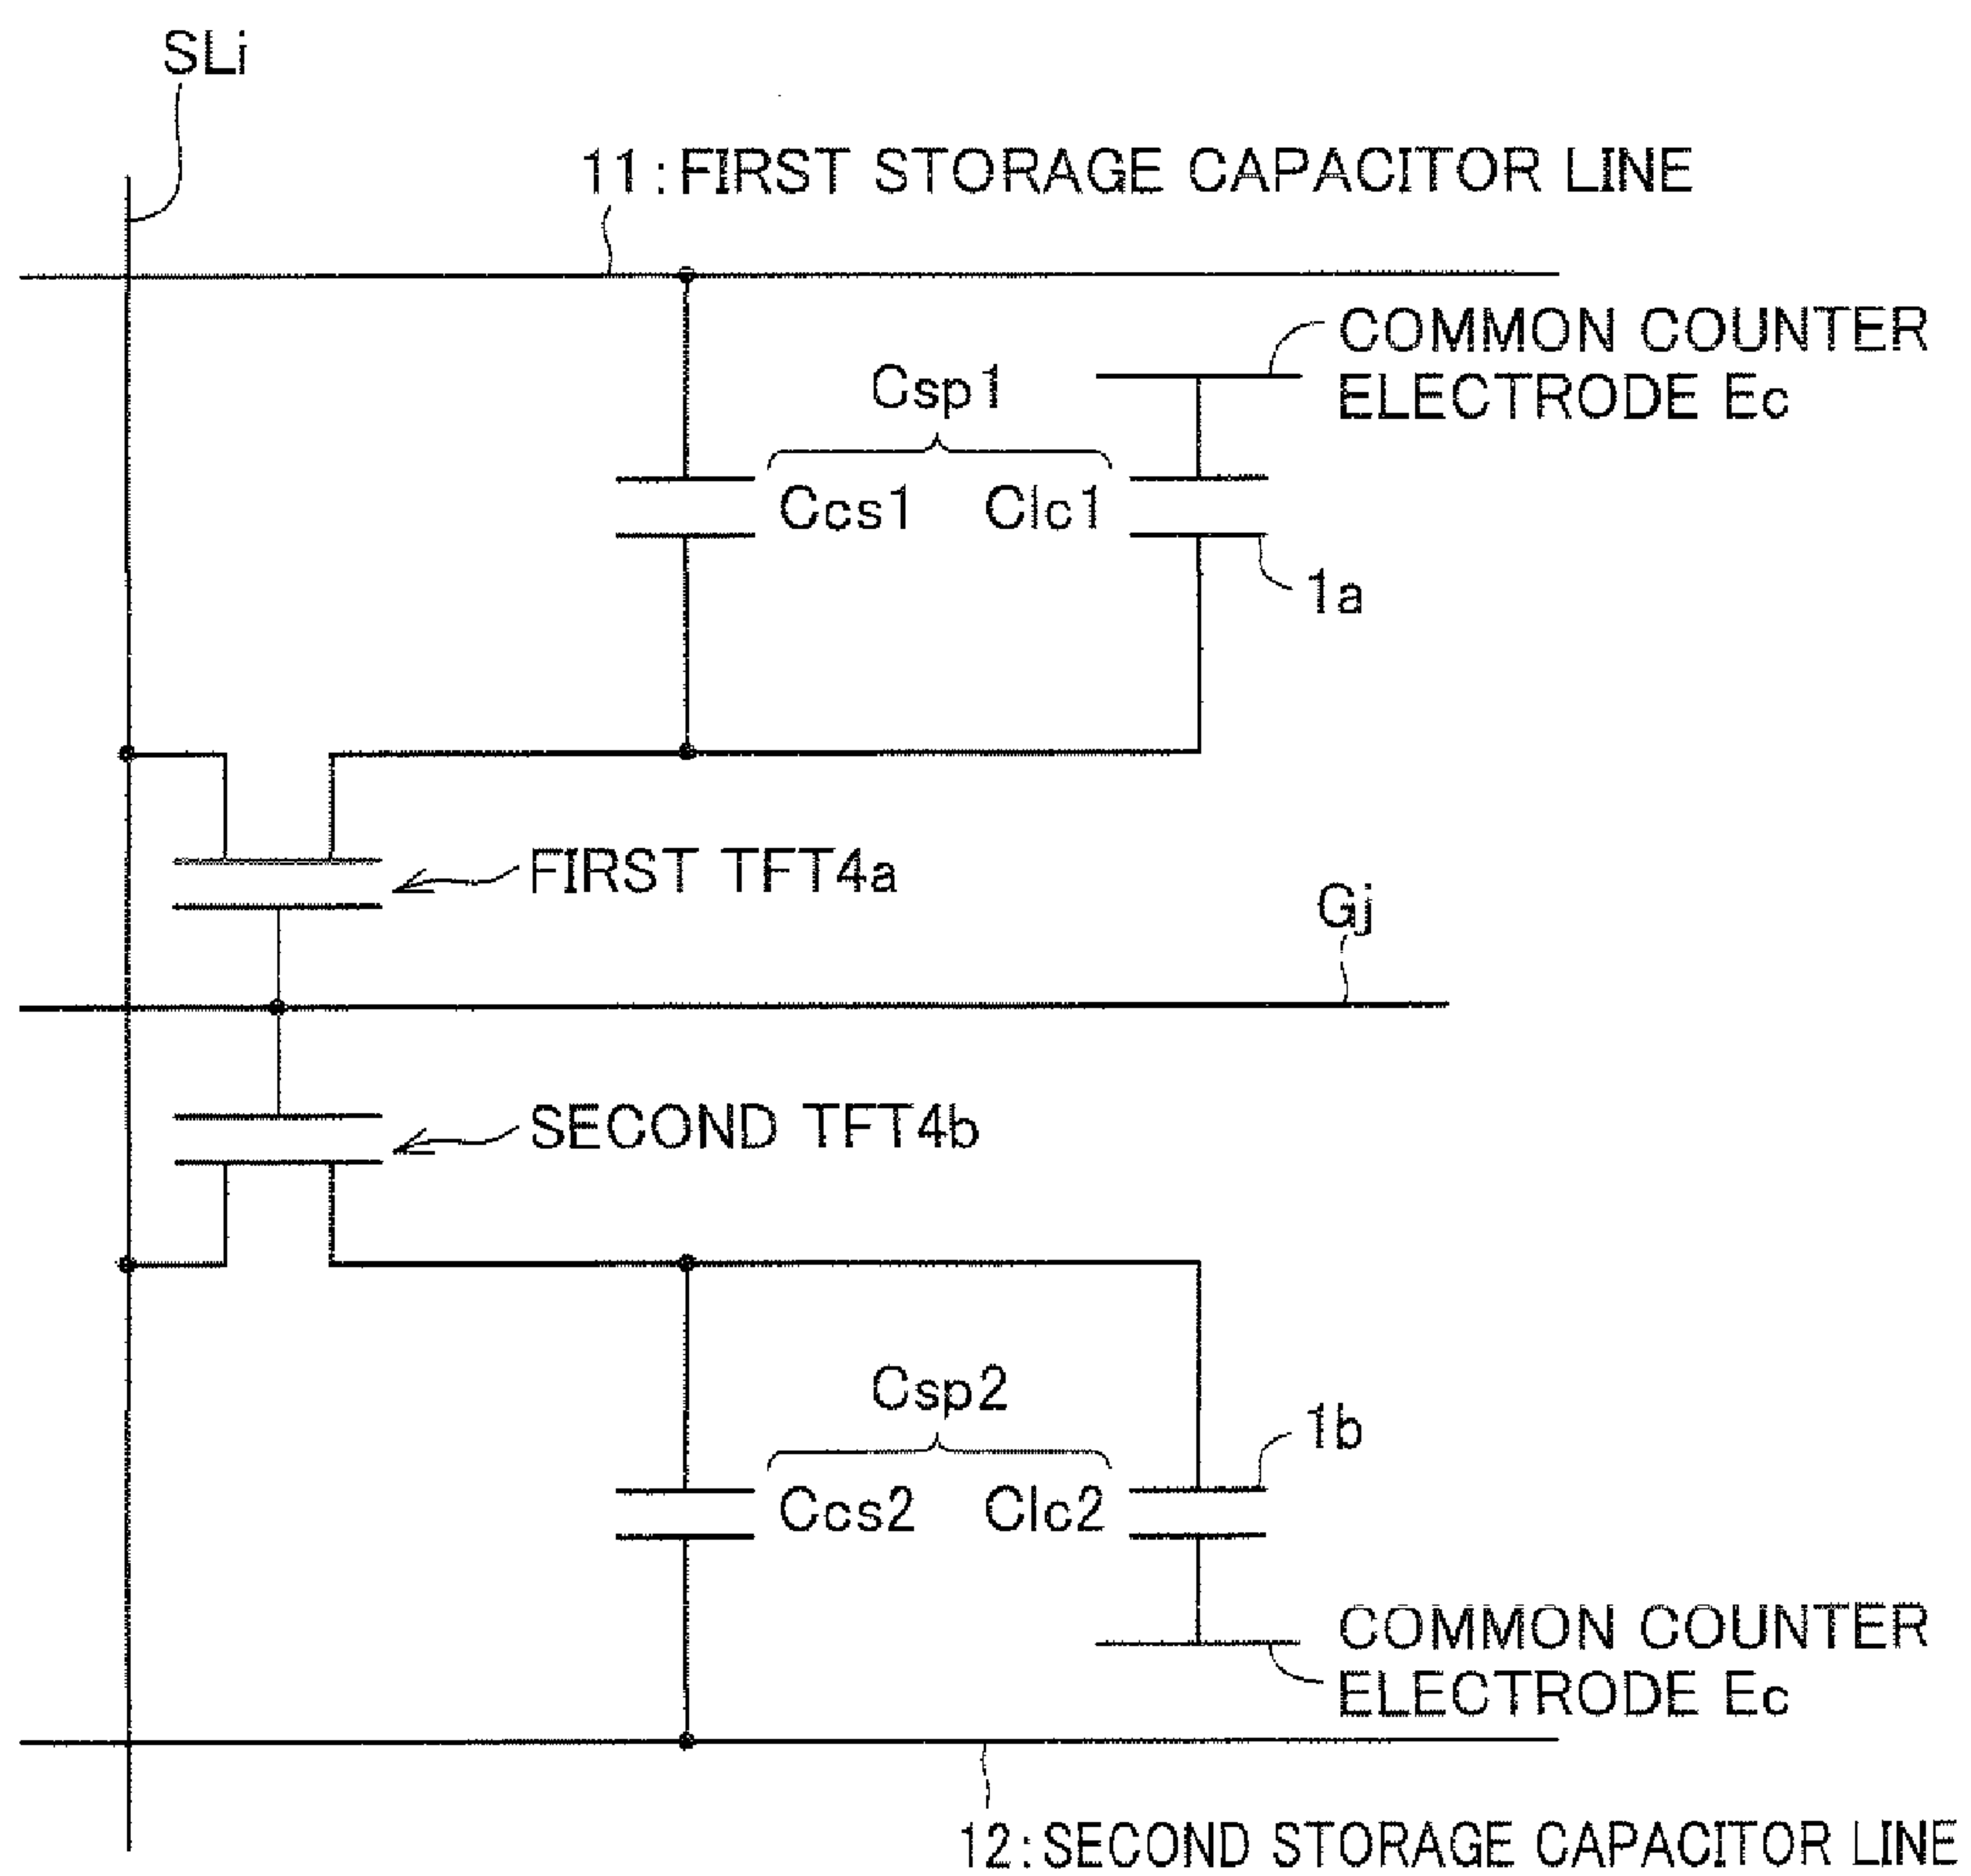 SLi
11:FIRST STORAGE CAPACITOR LINE
COMMON COUNTER
ELECTRODE Ec
Csp1
Ccs1 Clc1
1a
FIRST TFT4a
Gj
SECOND TFT4b
Csp2
1b
Ccs2 Clc2
COMMON COUNTER
ELECTRODE Ec
12:SECOND STORAGE CAPACITOR LINE